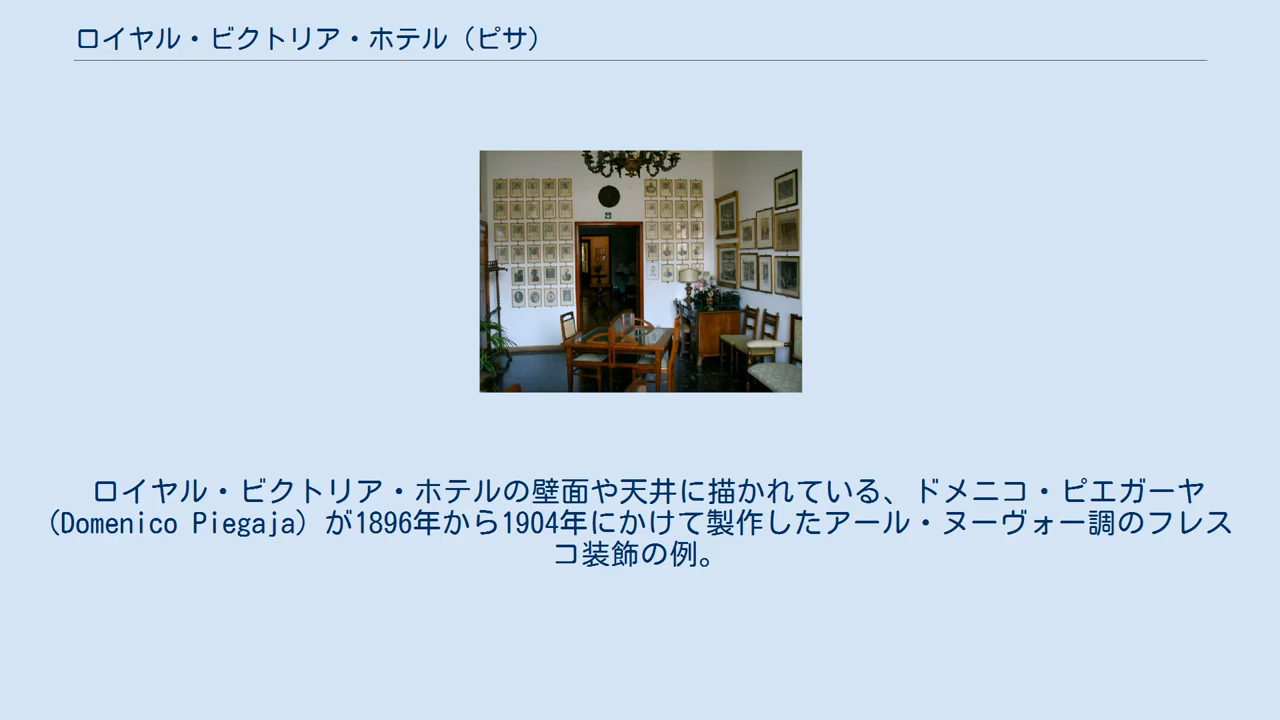 ロイヤル・ビクトリア・ホテル（ピサ）
ロイヤル・ビクトリア・ホテルの壁面や天井に描かれている、ドメニコ・ピエガーヤ
（Domenico Piegaja）が1896年から1904年にかけて製作したアール・ヌーヴォー調のフレス
コ装飾の例。